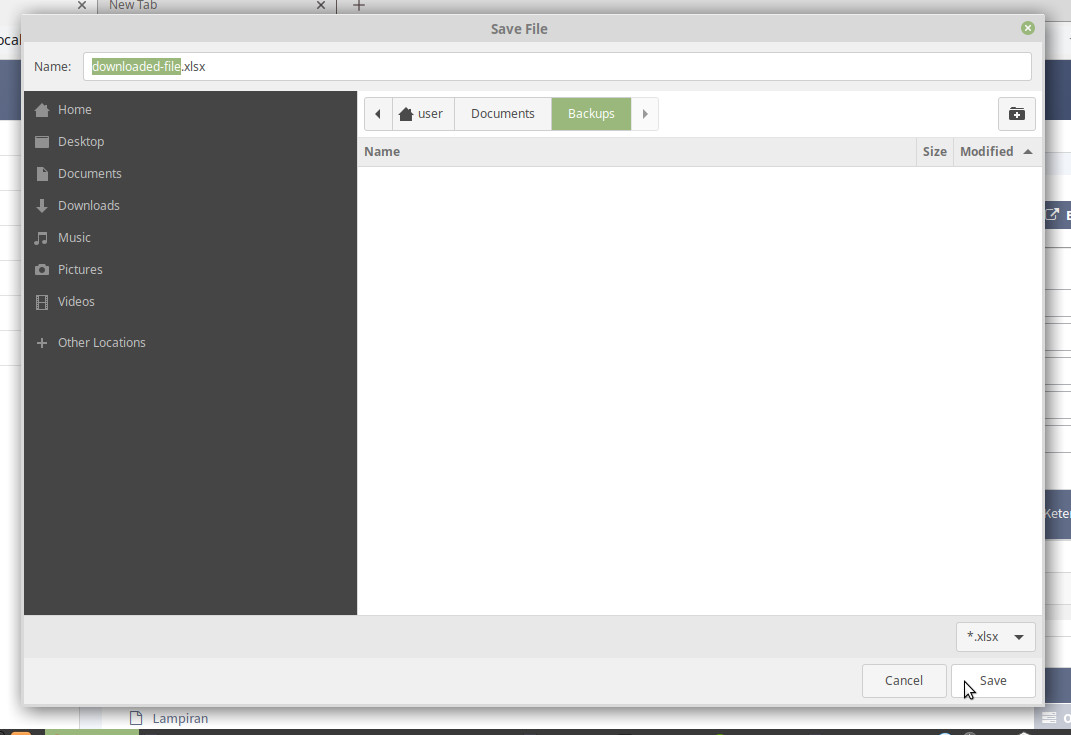 New Tab
ocal
Save File
Name: downloaded-file.xlsx
Home
Desktop
Documents
Downloads
Music
Pictures
Videos
Other Locations
user Documents Backups
Name Size Modified
*.xlsx
Cancel Save
Keter
Lampiran